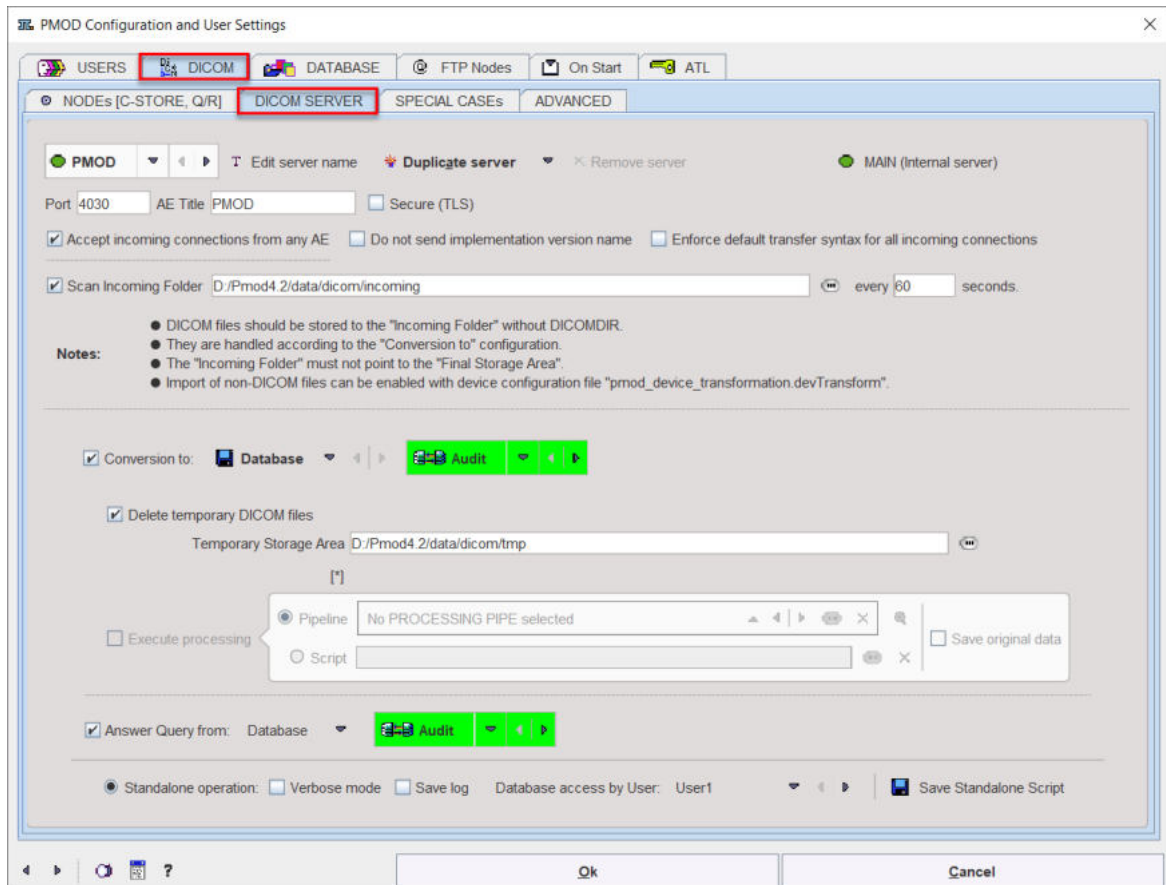 PMOD Configuration and User Settings
USERS DICOM DATABASE @ FTP Nodes On Start ATL
NODEs [C-STORE, Q/R] DICOM SERVER SPECIAL CASEs ADVANCED
PMOD T Edit server name Duplicate server Remove server MAIN (Internal server)
Port 4030 AE Title PMOD Secure (TLS)
Accept incoming connections from any AE Do not send implementation version name Enforce default transfer syntax for all incoming connections
Scan Incoming Folder D:/Pmod4.2/data/dicom/incoming every 60 seconds.
● DICOM files should be stored to the "Incoming Folder" without DICOMDIR.
● They are handled according to the "Conversion to" configuration.
Notes:
● The "Incoming Folder" must not point to the "Final Storage Area".
● Import of non-DICOM files can be enabled with device configuration file "pmod_device_transformation.devTransform".
Conversion to: Database Audit
Delete temporary DICOM files
Temporary Storage Area D:/Pmod4.2/data/dicom/tmp
[*]
Pipeline No PROCESSING PIPE selected
Execute processing Save original data
Script
Answer Query from: Database Audit
Standalone operation: Verbose mode Save log Database access by User: User1 Save Standalone Script
? Ok Cancel